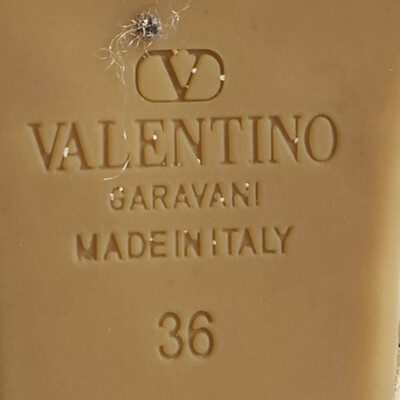 V
VALENTINO
GARAVANI
MADE IN ITALY
36